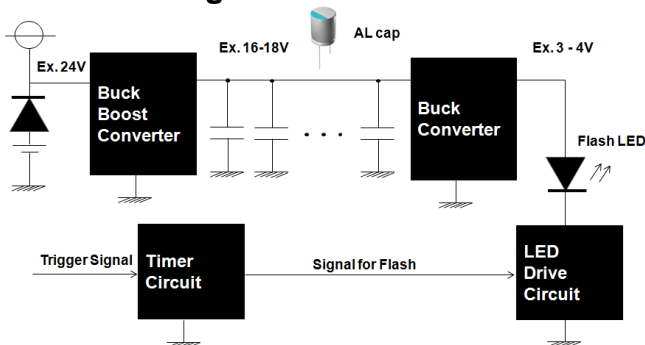 AL cap
Ex. 24V
Ex. 16-18V
Ex. 3 - 4V
Buck
Boost
Converter
Buck
Converter
Flash LED
Trigger Signal
Timer
Circuit
Signal for Flash
LED
Drive
Circuit